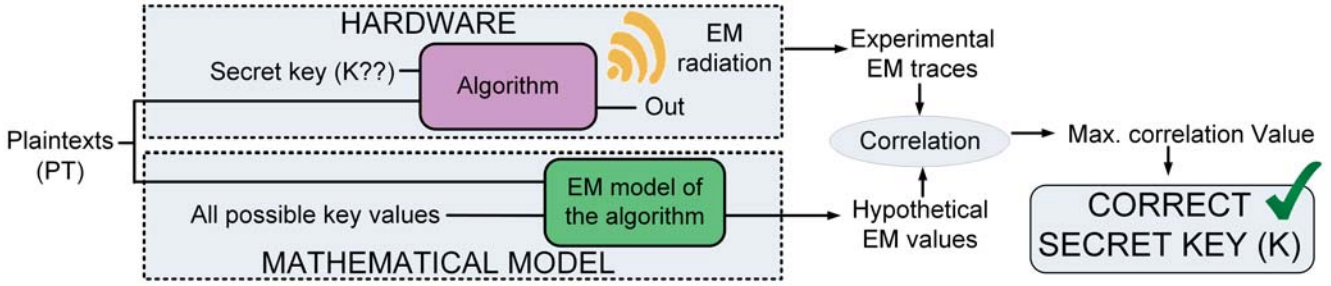 HARDWARE
Secret key (K??)
Algorithm
EM
radiation
Out
Plaintexts
(PT)
All possible key values
EM model of
the algorithm
MATHEMATICAL MODEL
Experimental
EM traces
Correlation
Hypothetical
EM values
Max. correlation Value
CORRECT
SECRET KEY (K)